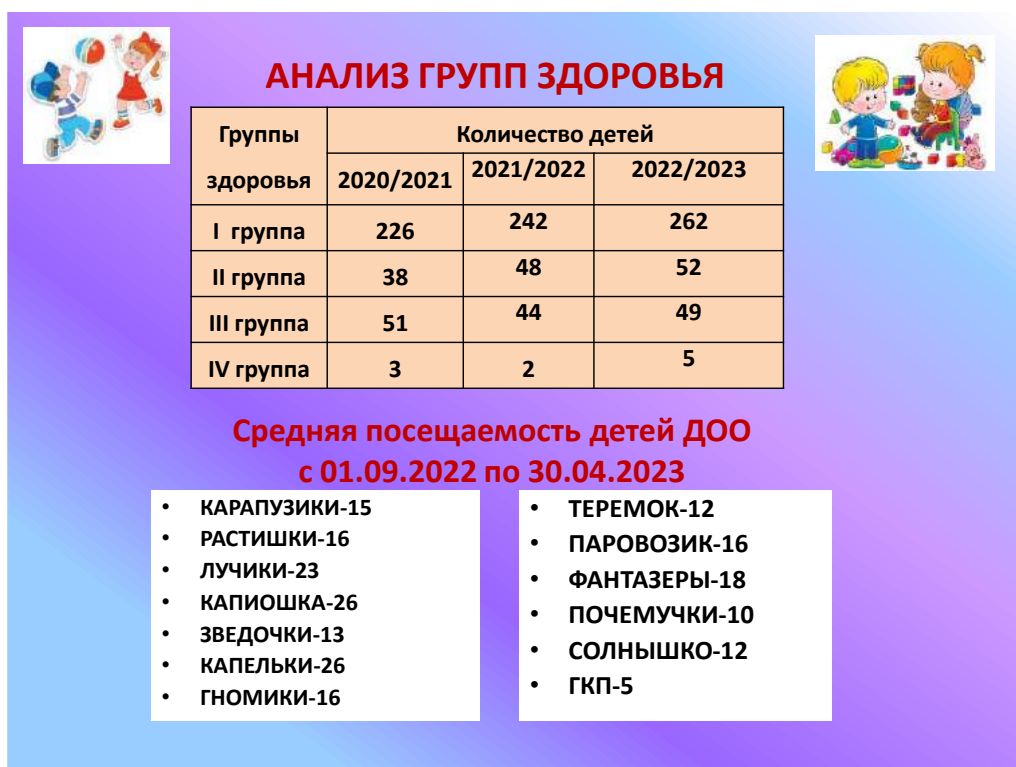 АНАЛИЗ ГРУПП ЗДОРОВЬЯ
Группы здоровья Количество детей
2020/2021 2021/2022 2022/2023
I группа 226 242 262
II группа 38 48 52
III группа 51 44 49
IV группа 3 2 5
Средняя посещаемость детей ДОО
с 01.09.2022 по 30.04.2023
• КАРАПУЗИКИ-15
• РАСТИШКИ-16
• ЛУЧИКИ-23
• КАПИОШКА-26
• ЗВЕДОЧКИ-13
• КАПЕЛЬКИ-26
• ГНОМИКИ-16
• ТЕРЕМОК-12
• ПАРОВОЗИК-16
• ФАНТАЗЕРЫ-18
• ПОЧЕМУЧКИ-10
• СОЛНЫШКО-12
• ГКП-5